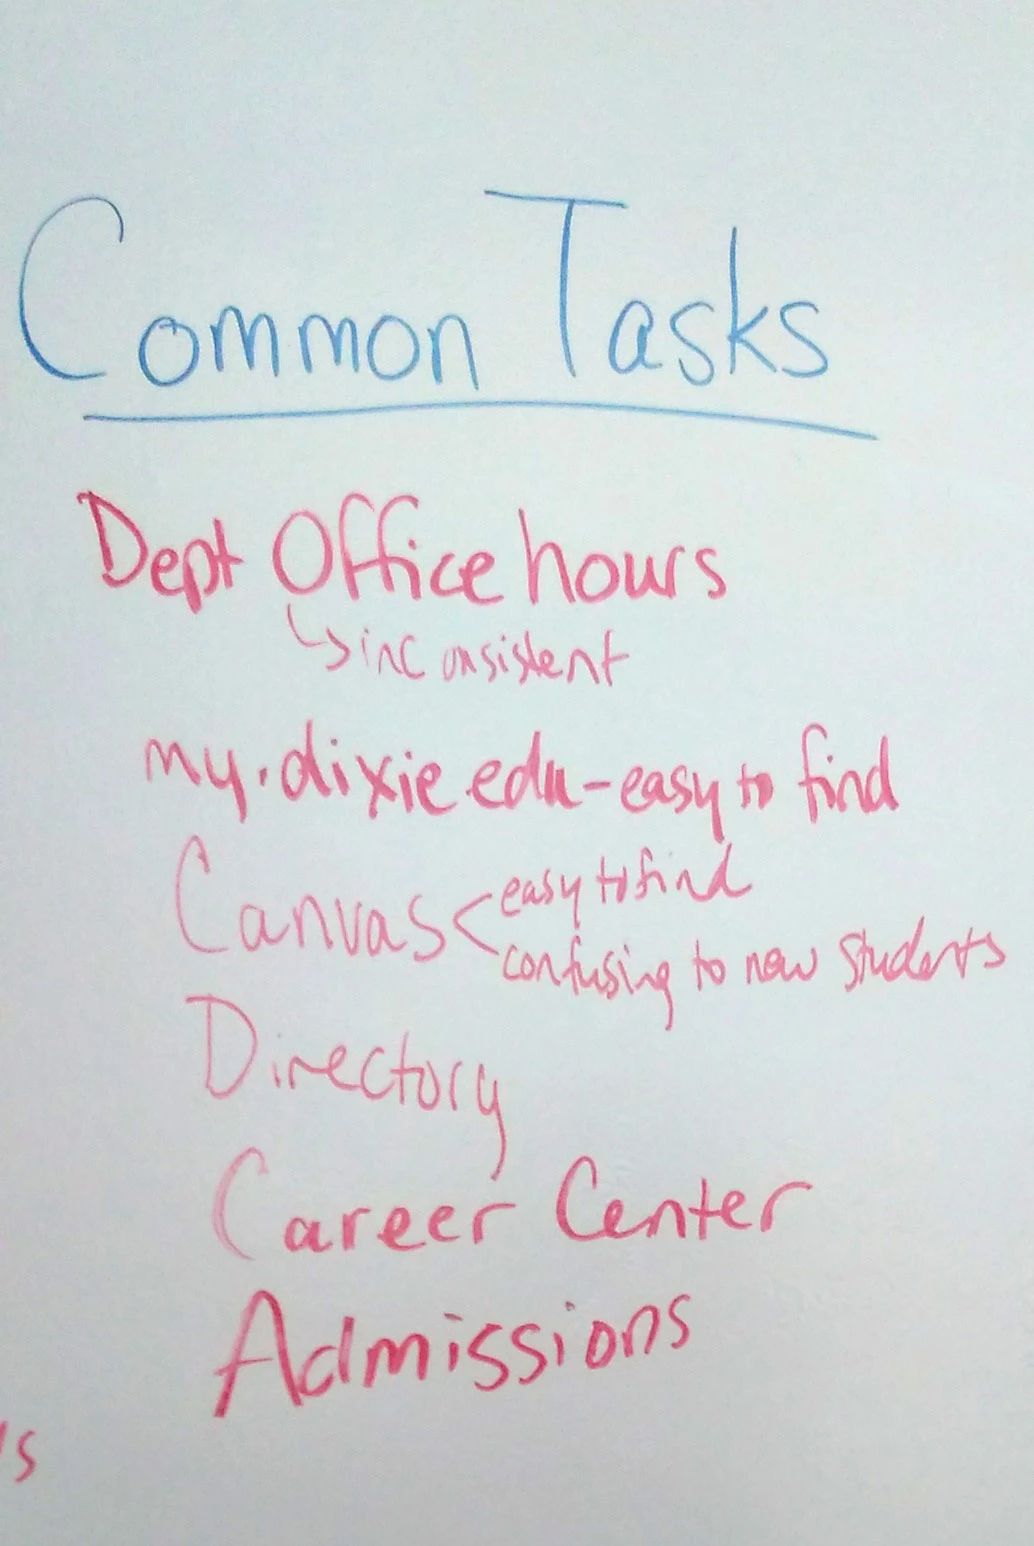 Common Tasks
Dept Office hours
↳ inconsistent
my.dixie edu - easy to find
Canvas < easy to find
confusing to new students
Directory
Career Center
Admissions
's